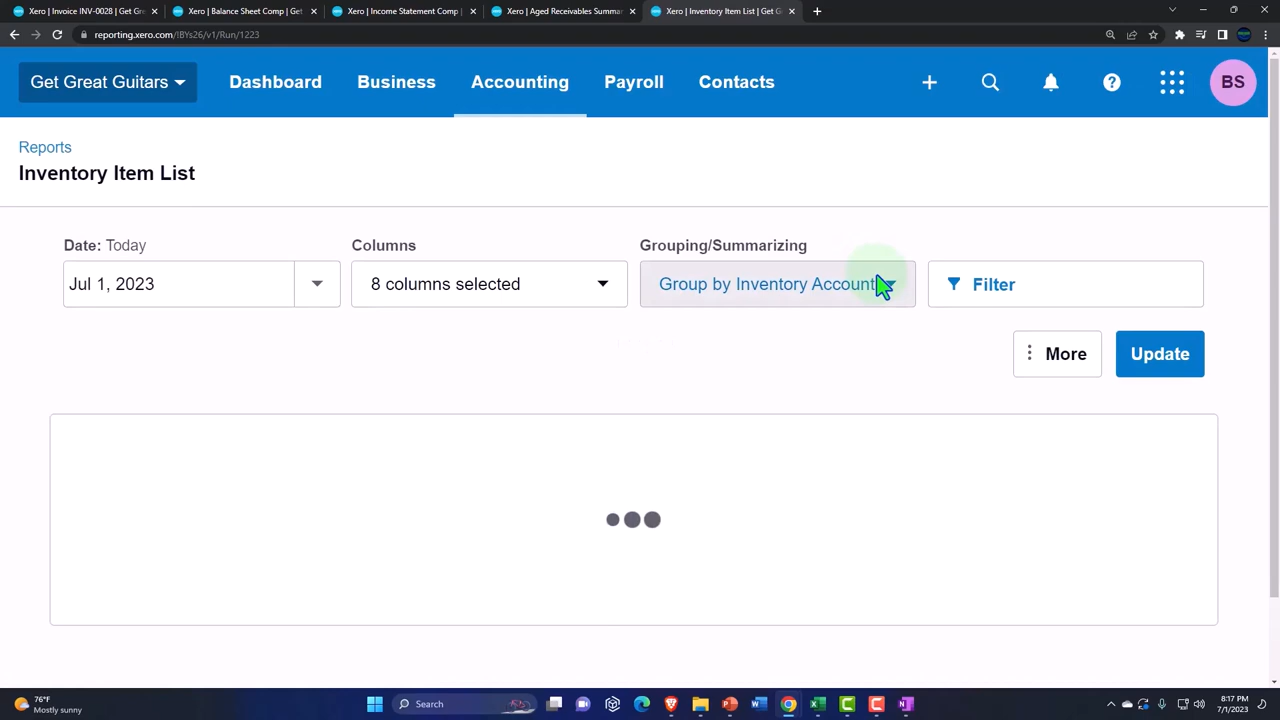 Xero | Invoice INV-0028 | Get Gre
Xero | Balance Sheet Comp | Get
Xero | Income Statement Comp |
Xero | Aged Receivables Summar
Xero | Inventory Item List | Get G
reporting.xero.com/!BYs26/v1/Run/1223
Get Great Guitars
Dashboard
Business
Accounting
Payroll
Contacts
BS
Reports
Inventory Item List
Date: Today
Columns
Grouping/Summarizing
Jul 1, 2023
8 columns selected
Group by Inventory Account
Filter
More
Update
76°F
Mostly sunny
Search
8:17 PM
7/1/2023